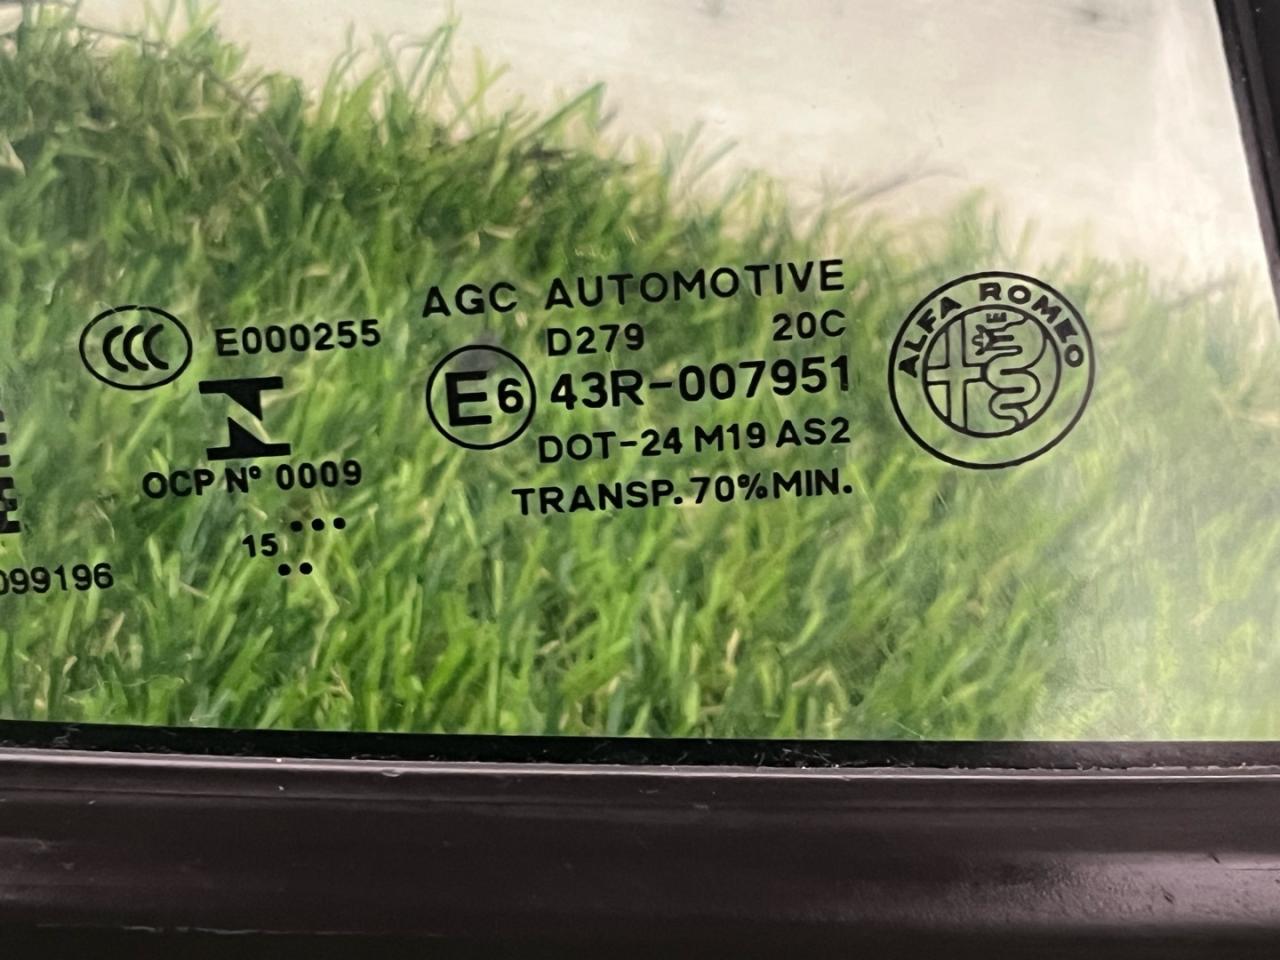 AGC AUTOMOTIVE
CCC E000255
D279 20C
E6 43R-007951
DOT-24 M19 AS2
OCP Nº 0009
TRANSP. 70%MIN.
15
099196
ALFA ROMEO